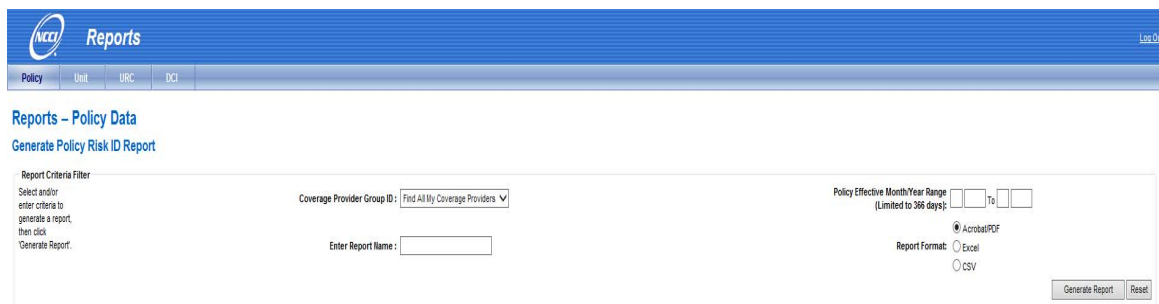 NCCI Reports
Log O
Policy Unit URC DCI
Reports – Policy Data
Generate Policy Risk ID Report
Report Criteria Filter
Select and/or
enter criteria to
generate a report,
then click
'Generate Report'.
Coverage Provider Group ID : Find All My Coverage Providers
Enter Report Name :
Policy Effective Month/Year Range
(Limited to 366 days): To
Report Format:
Acrobat/PDF
Excel
CSV
Generate Report Reset